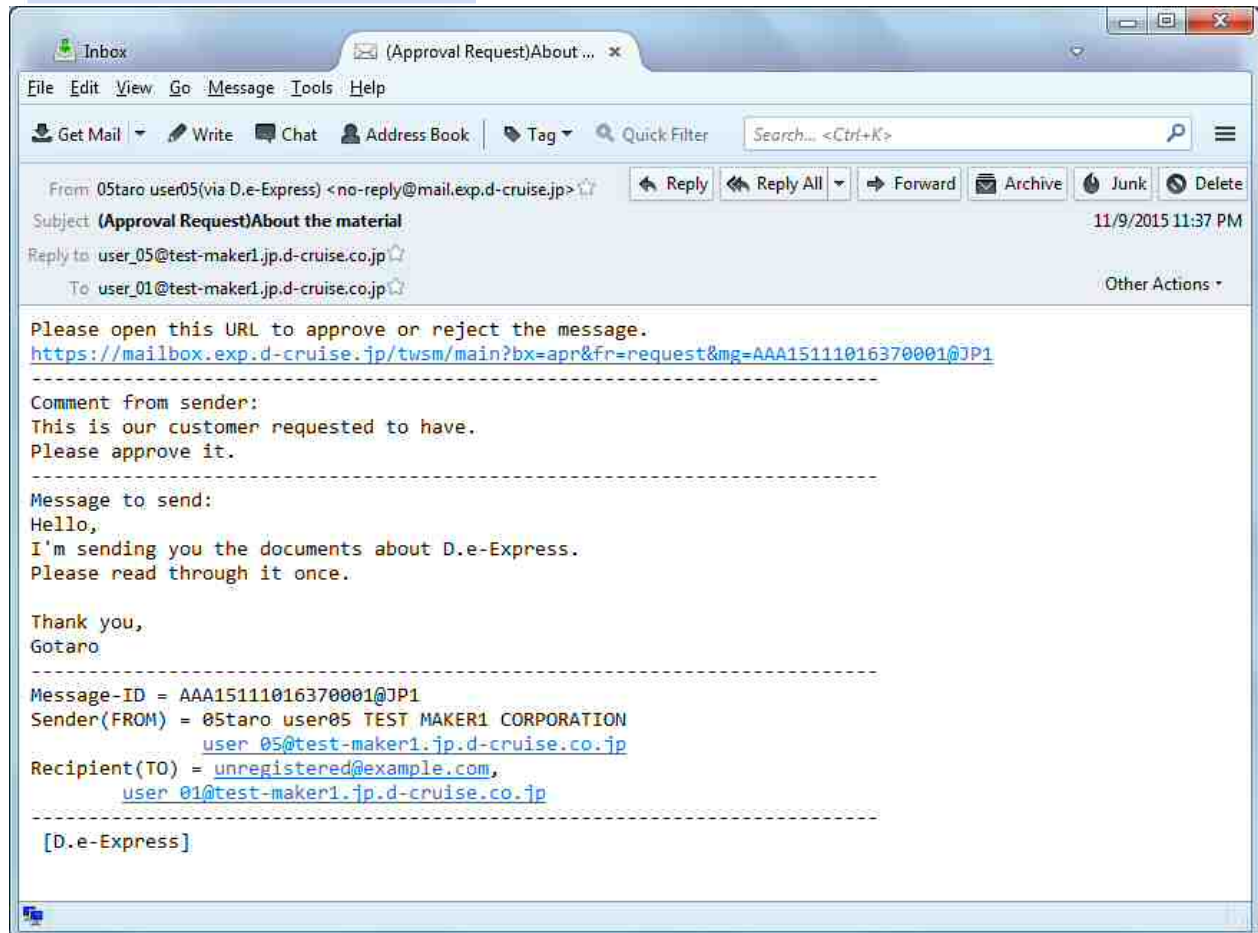 Inbox
(Approval Request)About ...
File Edit View Go Message Tools Help
Get Mail Write Chat Address Book Tag Quick Filter Search... <Ctrl+K>
From 05taro user05(via D.e-Express) <no-reply@mail.exp.d-cruise.jp> Reply Reply All Forward Archive Junk Delete
Subject (Approval Request)About the material 11/9/2015 11:37 PM
Reply to user_05@test-maker1.jp.d-cruise.co.jp
To user_01@test-maker1.jp.d-cruise.co.jp Other Actions
Please open this URL to approve or reject the message.
https://mailbox.exp.d-cruise.jp/twsm/main?bx=apr&fr=request&mg=AAA15111016370001@JP1
--------------------------------------------------------------------------
Comment from sender:
This is our customer requested to have.
Please approve it.
--------------------------------------------------------------------------
Message to send:
Hello,
I'm sending you the documents about D.e-Express.
Please read through it once.
Thank you,
Gotaro
--------------------------------------------------------------------------
Message-ID = AAA15111016370001@JP1
Sender(FROM) = 05taro user05 TEST MAKER1 CORPORATION
user_05@test-maker1.jp.d-cruise.co.jp
Recipient(TO) = unregistered@example.com,
user_01@test-maker1.jp.d-cruise.co.jp
--------------------------------------------------------------------------
[D.e-Express]